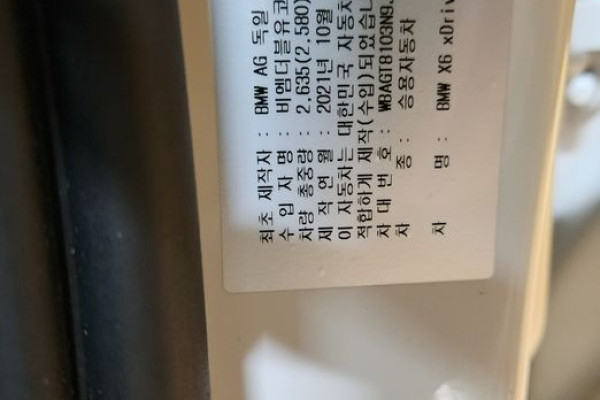 최초 제작자 : BMW AG 독일
수 입 자 명 : 비엠더블유코
차량 총중량 : 2,635(2,580)
제 작 연 월 : 2021년 10월
이 자동차는 대한민국 자동차
적합하게 제작(수입)되었습니
차 대 번 호 : WBAGT8103N9
차 종 : 승용자동차
차 명 : BMW X6 xDriv